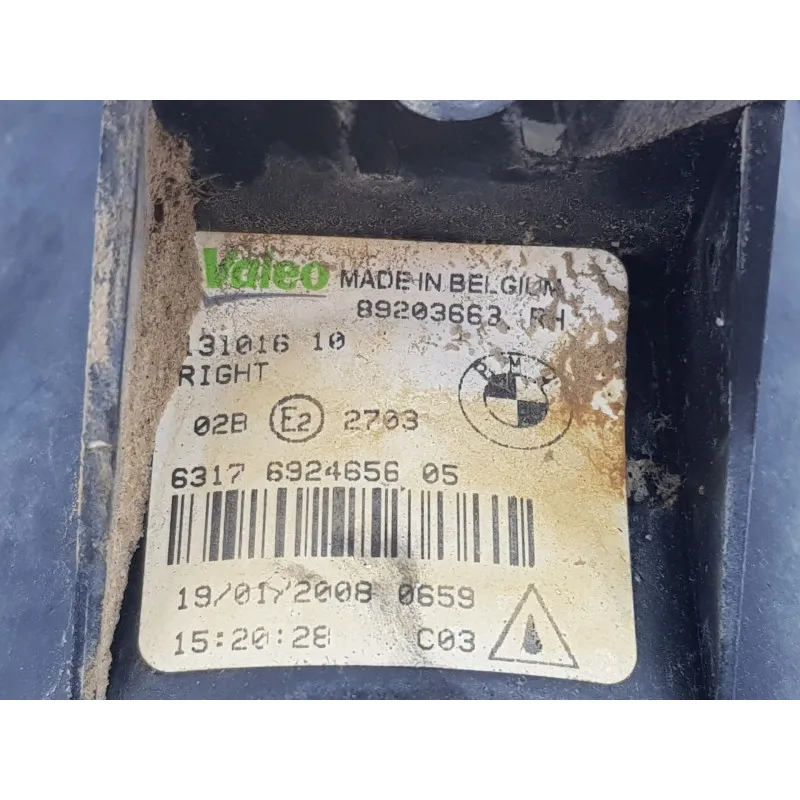 Valeo MADE IN BELGIUM
89203663 RH
131016 10
RIGHT
BMW
02B E2 2703
6317 6924656 05
19/01/2008 0659
15:20:28 C03